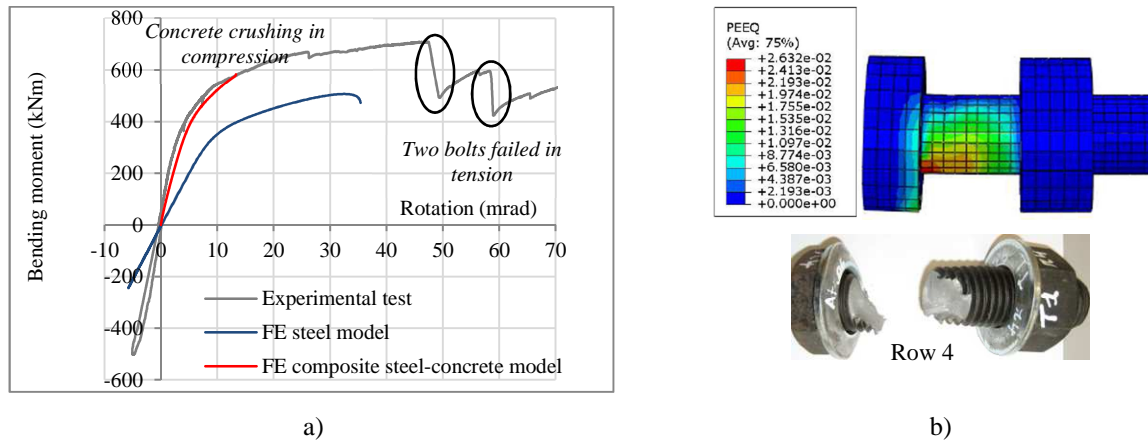 800
600
400
200
0
-200
-400
-600
Bending moment (kNm)
Concrete crushing in
compression
Two bolts failed in
tension
Rotation (mrad)
-10 0 10 20 30 40 50 60 70
Experimental test
FE steel model
FE composite steel-concrete model
a)
PEEQ
(Avg: 75%)
+2.632e-02
+2.413e-02
+2.193e-02
+1.974e-02
+1.755e-02
+1.535e-02
+1.316e-02
+1.097e-02
+8.774e-03
+6.580e-03
+4.387e-03
+2.193e-03
+0.000e+00
T1
Row 4
b)